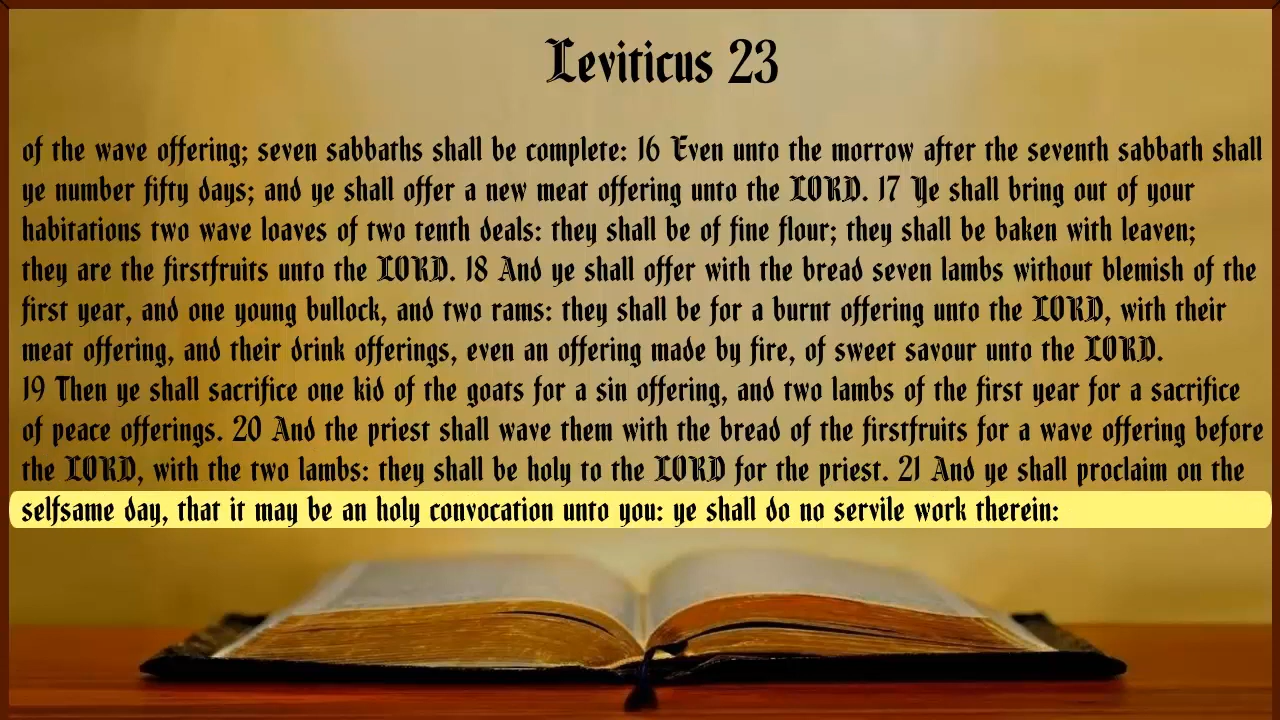 Leviticus 23
of the wave offering; seven sabbaths shall be complete: 16 Even unto the morrow after the seventh sabbath shall
ye number fifty days; and ye shall offer a new meat offering unto the LORD. 17 Ye shall bring out of your
habitations two wave loaves of two tenth deals: they shall be of fine flour; they shall be baken with leaven;
they are the firstfruits unto the LORD. 18 And ye shall offer with the bread seven lambs without blemish of the
first year, and one young bullock, and two rams: they shall be for a burnt offering unto the LORD, with their
meat offering, and their drink offerings, even an offering made by fire, of sweet savour unto the LORD.
19 Then ye shall sacrifice one kid of the goats for a sin offering, and two lambs of the first year for a sacrifice
of peace offerings. 20 And the priest shall wave them with the bread of the firstfruits for a wave offering before
the LORD, with the two lambs: they shall be holy to the LORD for the priest. 21 And ye shall proclaim on the
selfsame day, that it may be an holy convocation unto you: ye shall do no servile work therein: